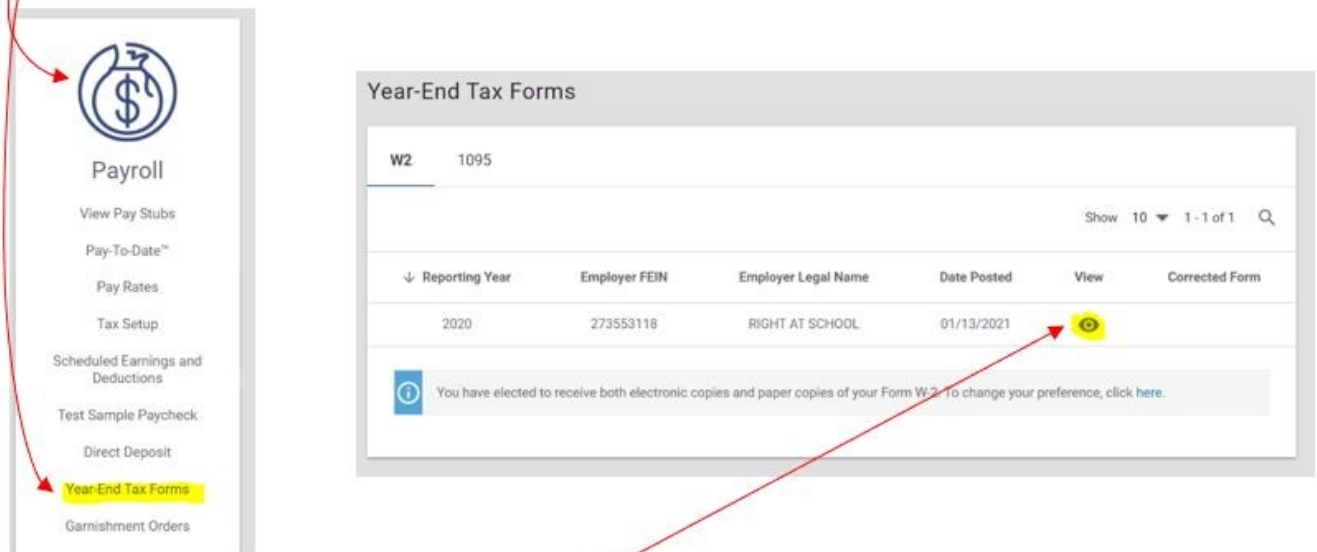 Payroll
View Pay Stubs
Pay-To-Date™
Pay Rates
Tax Setup
Scheduled Earnings and
Deductions
Test Sample Paycheck
Direct Deposit
Year-End Tax Forms
Garnishment Orders
Year-End Tax Forms
W2 1095
Show 10 1 - 1 of 1
Reporting Year Employer FEIN Employer Legal Name Date Posted View Corrected Form
2020 273553118 RIGHT AT SCHOOL 01/13/2021
You have elected to receive both electronic copies and paper copies of your Form W-2. To change your preference, click here.